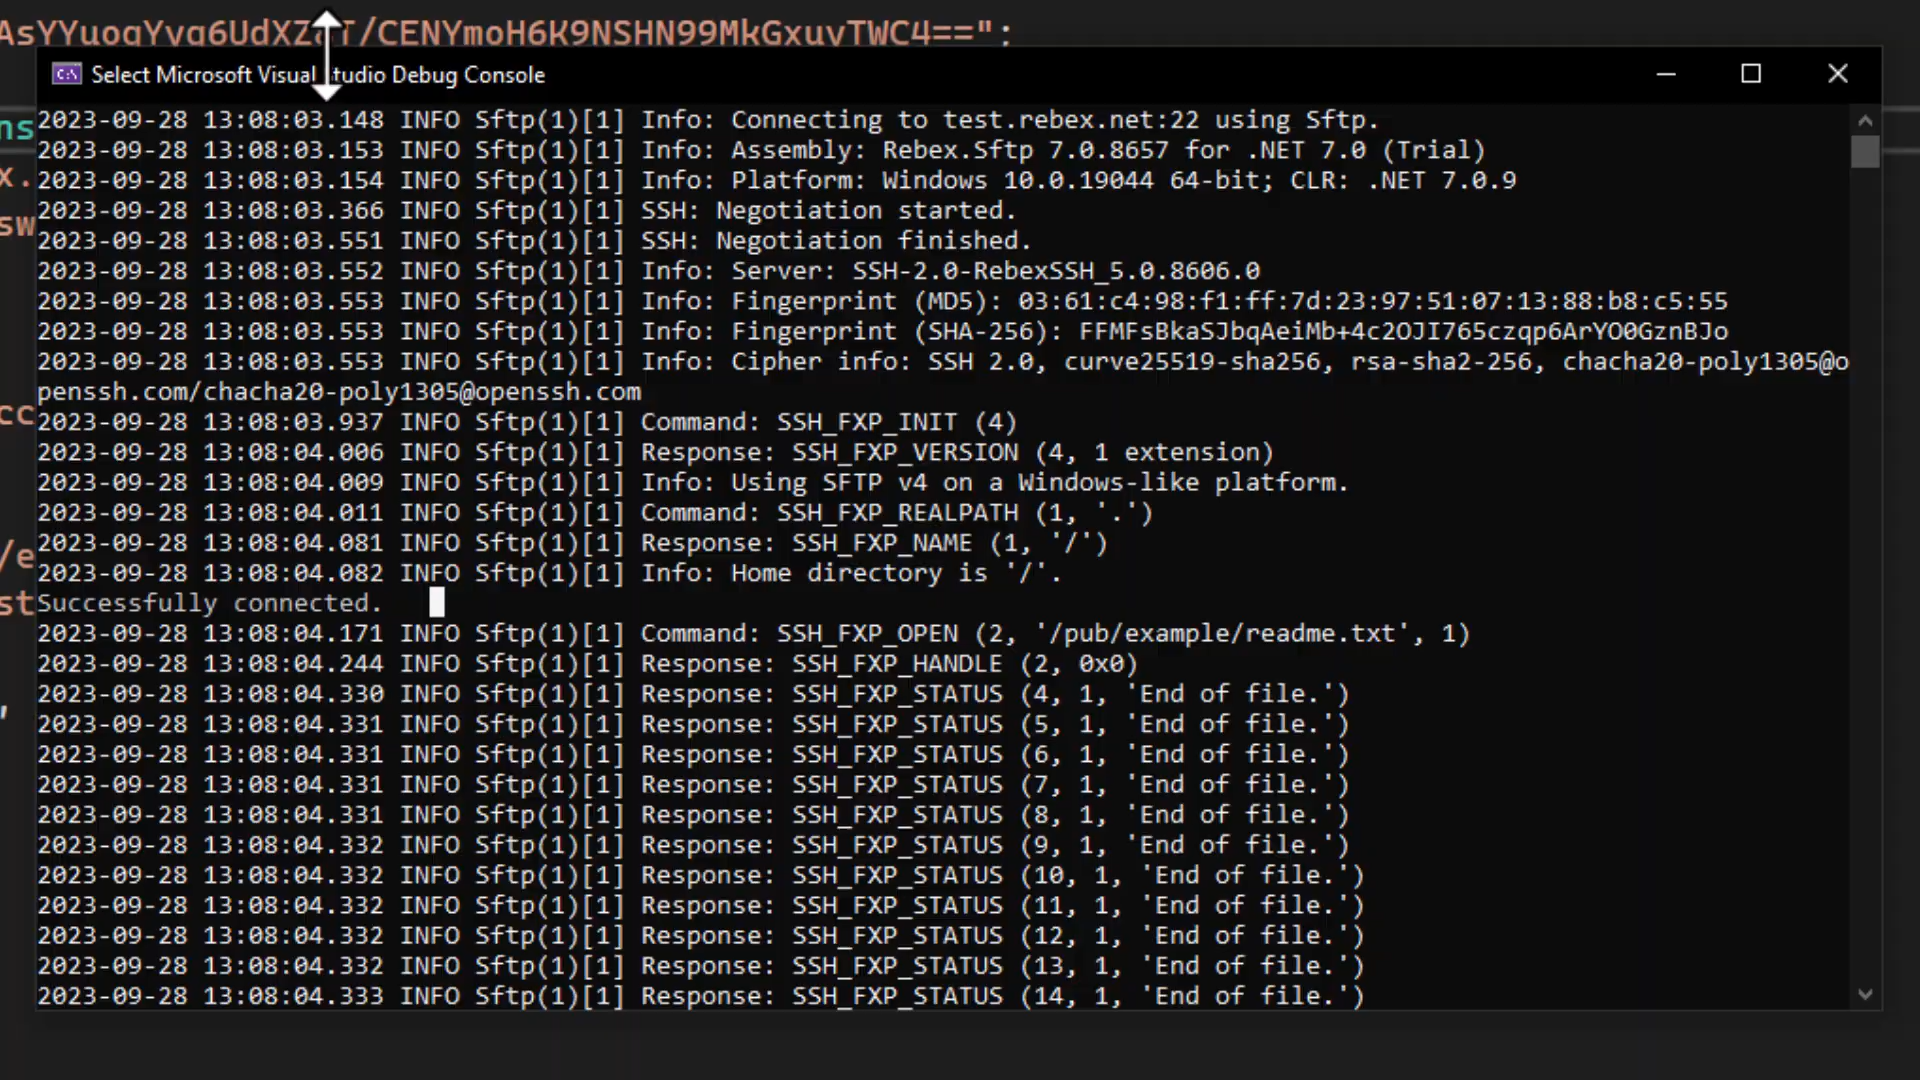 Select Microsoft Visual Studio Debug Console
2023-09-28 13:08:03.148 INFO Sftp(1)[1] Info: Connecting to test.rebex.net:22 using Sftp.
2023-09-28 13:08:03.153 INFO Sftp(1)[1] Info: Assembly: Rebex.Sftp 7.0.8657 for .NET 7.0 (Trial)
2023-09-28 13:08:03.154 INFO Sftp(1)[1] Info: Platform: Windows 10.0.19044 64-bit; CLR: .NET 7.0.9
2023-09-28 13:08:03.366 INFO Sftp(1)[1] SSH: Negotiation started.
2023-09-28 13:08:03.551 INFO Sftp(1)[1] SSH: Negotiation finished.
2023-09-28 13:08:03.552 INFO Sftp(1)[1] Info: Server: SSH-2.0-RebexSSH_5.0.8606.0
2023-09-28 13:08:03.553 INFO Sftp(1)[1] Info: Fingerprint (MD5): 03:61:c4:98:f1:ff:7d:23:97:51:07:13:88:b8:c5:55
2023-09-28 13:08:03.553 INFO Sftp(1)[1] Info: Fingerprint (SHA-256): FFMFsBkaSJbqAeiMb+4c2OJI765czqp6ArYO0GznBJo
2023-09-28 13:08:03.553 INFO Sftp(1)[1] Info: Cipher info: SSH 2.0, curve25519-sha256, rsa-sha2-256, chacha20-poly1305@o
penssh.com/chacha20-poly1305@openssh.com
2023-09-28 13:08:03.937 INFO Sftp(1)[1] Command: SSH_FXP_INIT (4)
2023-09-28 13:08:04.006 INFO Sftp(1)[1] Response: SSH_FXP_VERSION (4, 1 extension)
2023-09-28 13:08:04.009 INFO Sftp(1)[1] Info: Using SFTP v4 on a Windows-like platform.
2023-09-28 13:08:04.011 INFO Sftp(1)[1] Command: SSH_FXP_REALPATH (1, '.')
2023-09-28 13:08:04.081 INFO Sftp(1)[1] Response: SSH_FXP_NAME (1, '/')
2023-09-28 13:08:04.082 INFO Sftp(1)[1] Info: Home directory is '/'.
Successfully connected.
2023-09-28 13:08:04.171 INFO Sftp(1)[1] Command: SSH_FXP_OPEN (2, '/pub/example/readme.txt', 1)
2023-09-28 13:08:04.244 INFO Sftp(1)[1] Response: SSH_FXP_HANDLE (2, 0x0)
2023-09-28 13:08:04.330 INFO Sftp(1)[1] Response: SSH_FXP_STATUS (4, 1, 'End of file.')
2023-09-28 13:08:04.331 INFO Sftp(1)[1] Response: SSH_FXP_STATUS (5, 1, 'End of file.')
2023-09-28 13:08:04.331 INFO Sftp(1)[1] Response: SSH_FXP_STATUS (6, 1, 'End of file.')
2023-09-28 13:08:04.331 INFO Sftp(1)[1] Response: SSH_FXP_STATUS (7, 1, 'End of file.')
2023-09-28 13:08:04.331 INFO Sftp(1)[1] Response: SSH_FXP_STATUS (8, 1, 'End of file.')
2023-09-28 13:08:04.332 INFO Sftp(1)[1] Response: SSH_FXP_STATUS (9, 1, 'End of file.')
2023-09-28 13:08:04.332 INFO Sftp(1)[1] Response: SSH_FXP_STATUS (10, 1, 'End of file.')
2023-09-28 13:08:04.332 INFO Sftp(1)[1] Response: SSH_FXP_STATUS (11, 1, 'End of file.')
2023-09-28 13:08:04.332 INFO Sftp(1)[1] Response: SSH_FXP_STATUS (12, 1, 'End of file.')
2023-09-28 13:08:04.332 INFO Sftp(1)[1] Response: SSH_FXP_STATUS (13, 1, 'End of file.')
2023-09-28 13:08:04.333 INFO Sftp(1)[1] Response: SSH_FXP_STATUS (14, 1, 'End of file.')